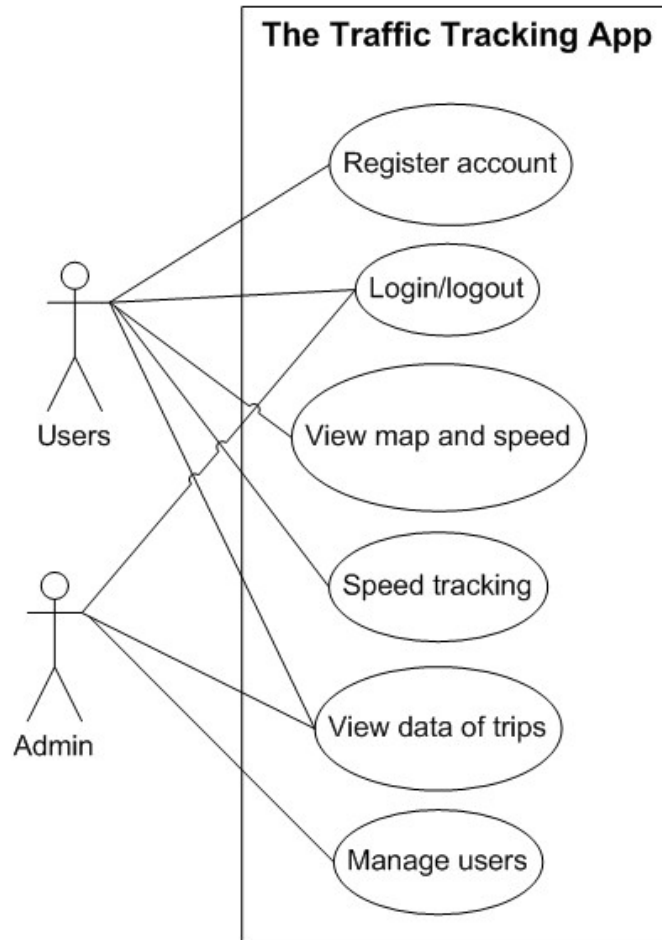 The Traffic Tracking App
Register account
Login/logout
View map and speed
Users
Speed tracking
View data of trips
Admin
Manage users